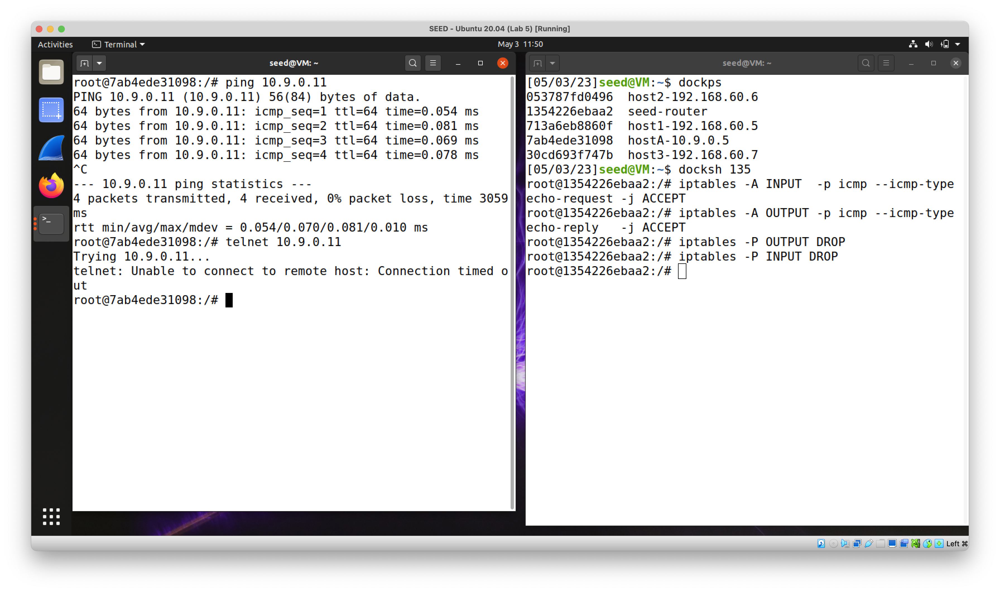 SEED - Ubuntu 20.04 (Lab 5) [Running]
Activities Terminal May 3 11:50
seed@VM: ~
root@7ab4ede31098:/# ping 10.9.0.11
PING 10.9.0.11 (10.9.0.11) 56(84) bytes of data.
64 bytes from 10.9.0.11: icmp_seq=1 ttl=64 time=0.054 ms
64 bytes from 10.9.0.11: icmp_seq=2 ttl=64 time=0.081 ms
64 bytes from 10.9.0.11: icmp_seq=3 ttl=64 time=0.069 ms
64 bytes from 10.9.0.11: icmp_seq=4 ttl=64 time=0.078 ms
^C
--- 10.9.0.11 ping statistics ---
4 packets transmitted, 4 received, 0% packet loss, time 3059
ms
rtt min/avg/max/mdev = 0.054/0.070/0.081/0.010 ms
root@7ab4ede31098:/# telnet 10.9.0.11
Trying 10.9.0.11...
telnet: Unable to connect to remote host: Connection timed o
ut
root@7ab4ede31098:/#
seed@VM: ~
[05/03/23]seed@VM:~$ dockps
053787fd0496  host2-192.168.60.6
1354226ebaa2  seed-router
713a6eb8860f  host1-192.168.60.5
7ab4ede31098  hostA-10.9.0.5
30cd693f747b  host3-192.168.60.7
[05/03/23]seed@VM:~$ docksh 135
root@1354226ebaa2:/# iptables -A INPUT  -p icmp --icmp-type
echo-request -j ACCEPT
root@1354226ebaa2:/# iptables -A OUTPUT -p icmp --icmp-type
echo-reply   -j ACCEPT
root@1354226ebaa2:/# iptables -P OUTPUT DROP
root@1354226ebaa2:/# iptables -P INPUT DROP
root@1354226ebaa2:/#
Left ⌘